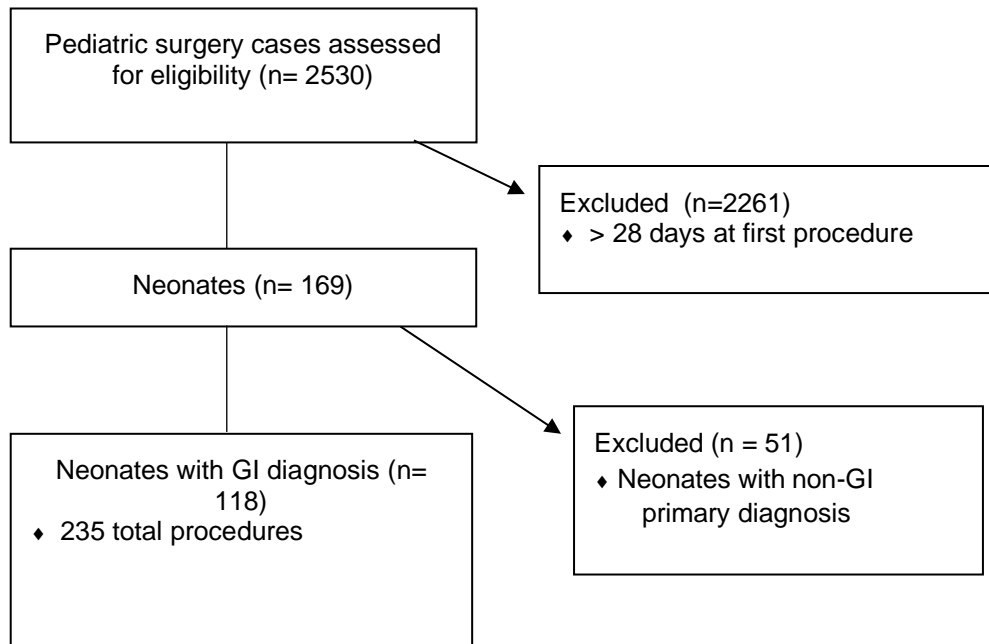 Pediatric surgery cases assessed
for eligibility (n= 2530)
Excluded (n=2261)
♦ > 28 days at first procedure
Neonates (n= 169)
Excluded (n = 51)
♦ Neonates with non-GI
primary diagnosis
Neonates with GI diagnosis (n=
118)
♦ 235 total procedures